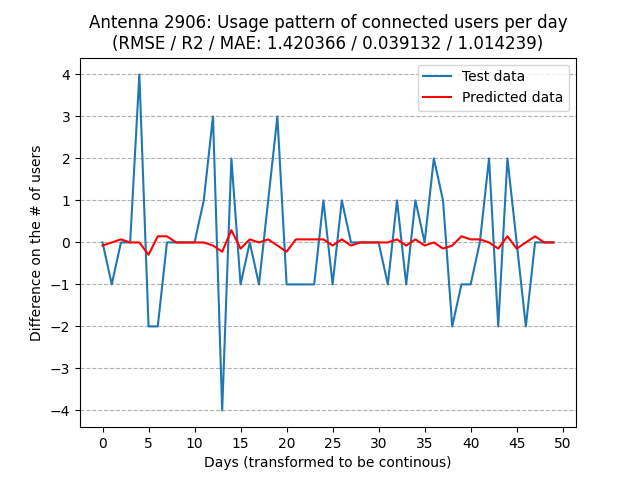 Antenna 2906: Usage pattern of connected users per day
(RMSE / R2 / MAE: 1.420366 / 0.039132 / 1.014239)
Test data
Predicted data
4
3
2
1
0
−1
−2
−3
−4
Difference on the # of users
0 5 10 15 20 25 30 35 40 45 50
Days (transformed to be continous)